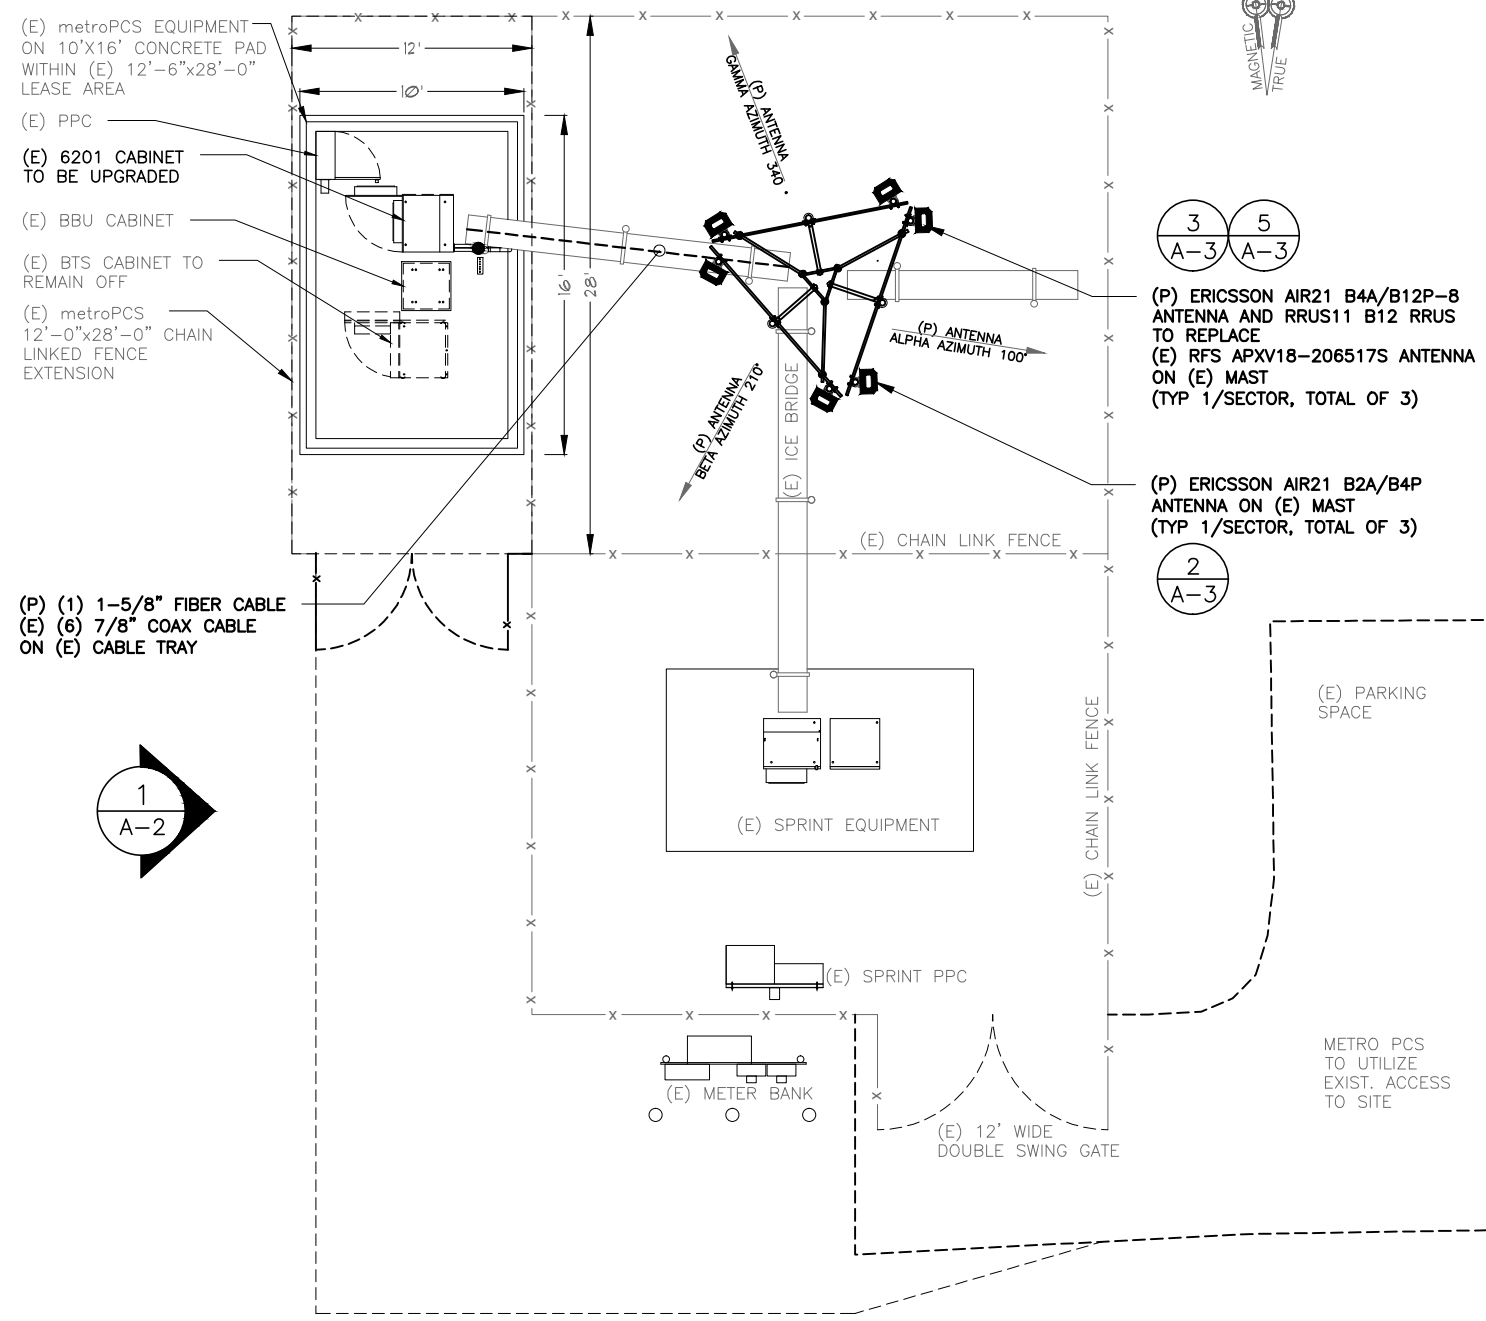 (E) metroPCS EQUIPMENT
ON 10'X16' CONCRETE PAD
WITHIN (E) 12'-6"x28'-0"
LEASE AREA
(E) PPC
(E) 6201 CABINET
TO BE UPGRADED
(E) BBU CABINET
(E) BTS CABINET TO
REMAIN OFF
(E) metroPCS
12'-0"x28'-0" CHAIN
LINKED FENCE
EXTENSION
(P) (1) 1-5/8" FIBER CABLE
(E) (6) 7/8" COAX CABLE
ON (E) CABLE TRAY
1
A-2
12'
10'
16'
28'
(P) ANTENNA
GAMMA AZIMUTH 340°
(P) ANTENNA
ALPHA AZIMUTH 100°
(P) ANTENNA
BETA AZIMUTH 210°
(E) ICE BRIDGE
(E) CHAIN LINK FENCE
(E) CHAIN LINK FENCE
(E) SPRINT EQUIPMENT
(E) SPRINT PPC
(E) METER BANK
(E) 12' WIDE
DOUBLE SWING GATE
MAGNETIC
TRUE
3
A-3
5
A-3
(P) ERICSSON AIR21 B4A/B12P-8
ANTENNA AND RRUS11 B12 RRUS
TO REPLACE
(E) RFS APXV18-206517S ANTENNA
ON (E) MAST
(TYP 1/SECTOR, TOTAL OF 3)
(P) ERICSSON AIR21 B2A/B4P
ANTENNA ON (E) MAST
(TYP 1/SECTOR, TOTAL OF 3)
2
A-3
(E) PARKING
SPACE
METRO PCS
TO UTILIZE
EXIST. ACCESS
TO SITE